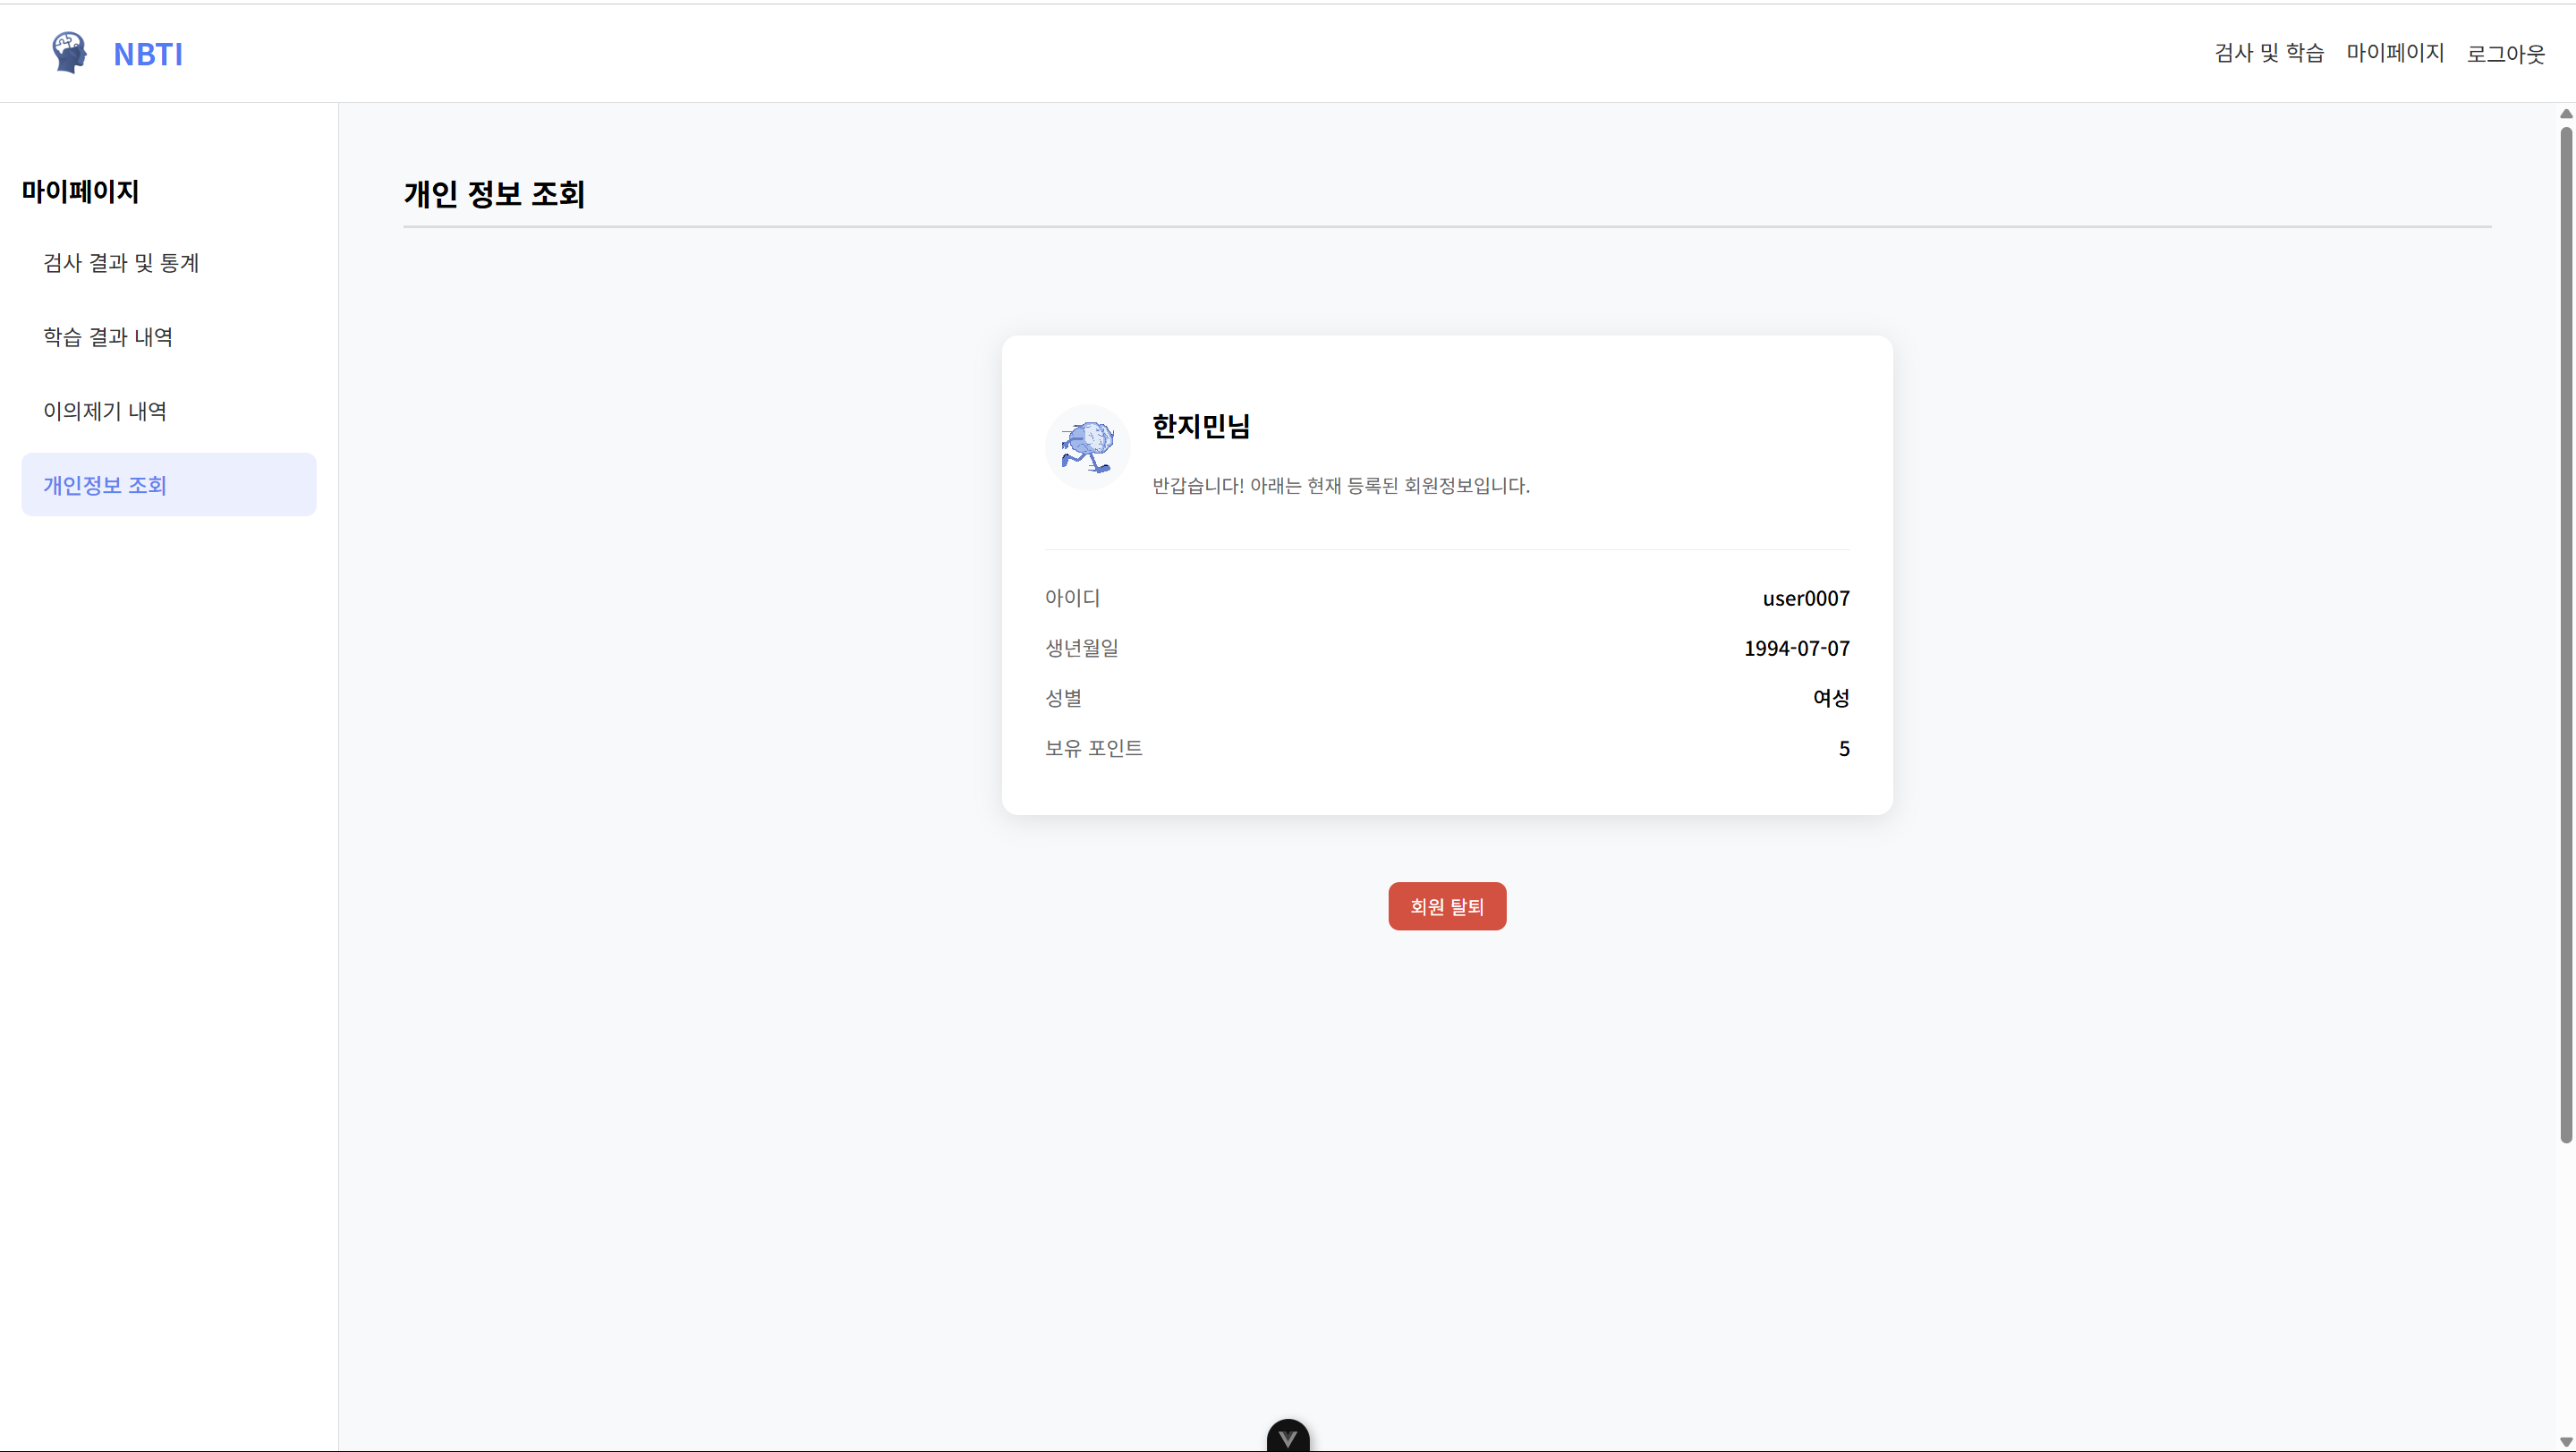 NBTI
검사 및 학습 마이페이지 로그아웃
마이페이지
검사 결과 및 통계
학습 결과 내역
이의제기 내역
개인정보 조회
개인 정보 조회
한지민님
반갑습니다! 아래는 현재 등록된 회원정보입니다.
아이디 user0007
생년월일 1994-07-07
성별 여성
보유 포인트 5
회원 탈퇴